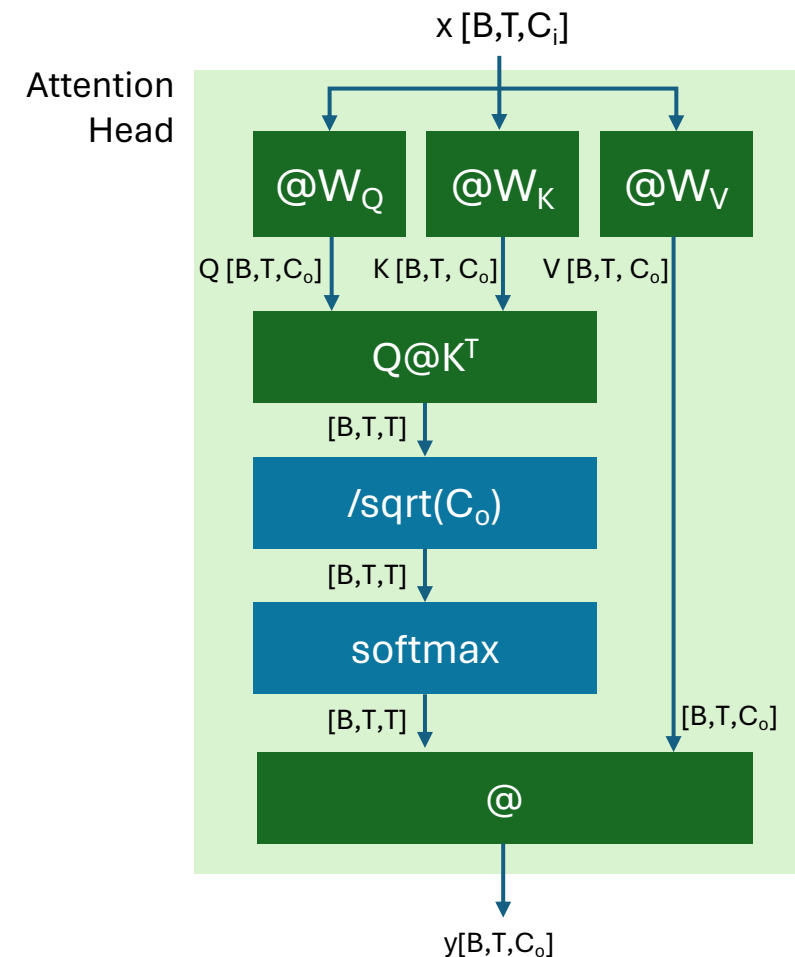 x [B,T,Cᵢ]
Attention
Head
@W_Q
@W_K
@W_V
Q [B,T,Cₒ]
K [B,T, Cₒ]
V [B,T, Cₒ]
Q@Kᵀ
[B,T,T]
/sqrt(Cₒ)
[B,T,T]
softmax
[B,T,T]
[B,T,Cₒ]
@
y[B,T,Cₒ]